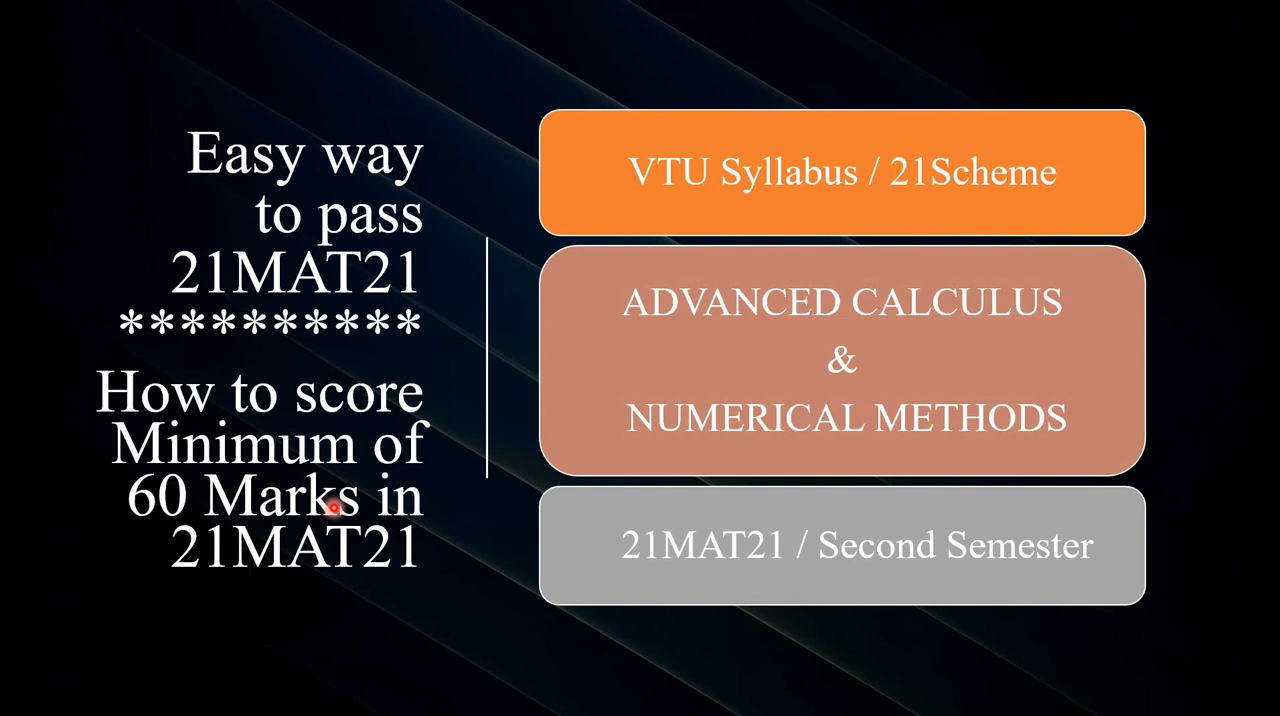 Easy way
to pass
21MAT21
**********
How to score
Minimum of
60 Marks in
21MAT21
VTU Syllabus / 21Scheme
ADVANCED CALCULUS
&
NUMERICAL METHODS
21MAT21 / Second Semester